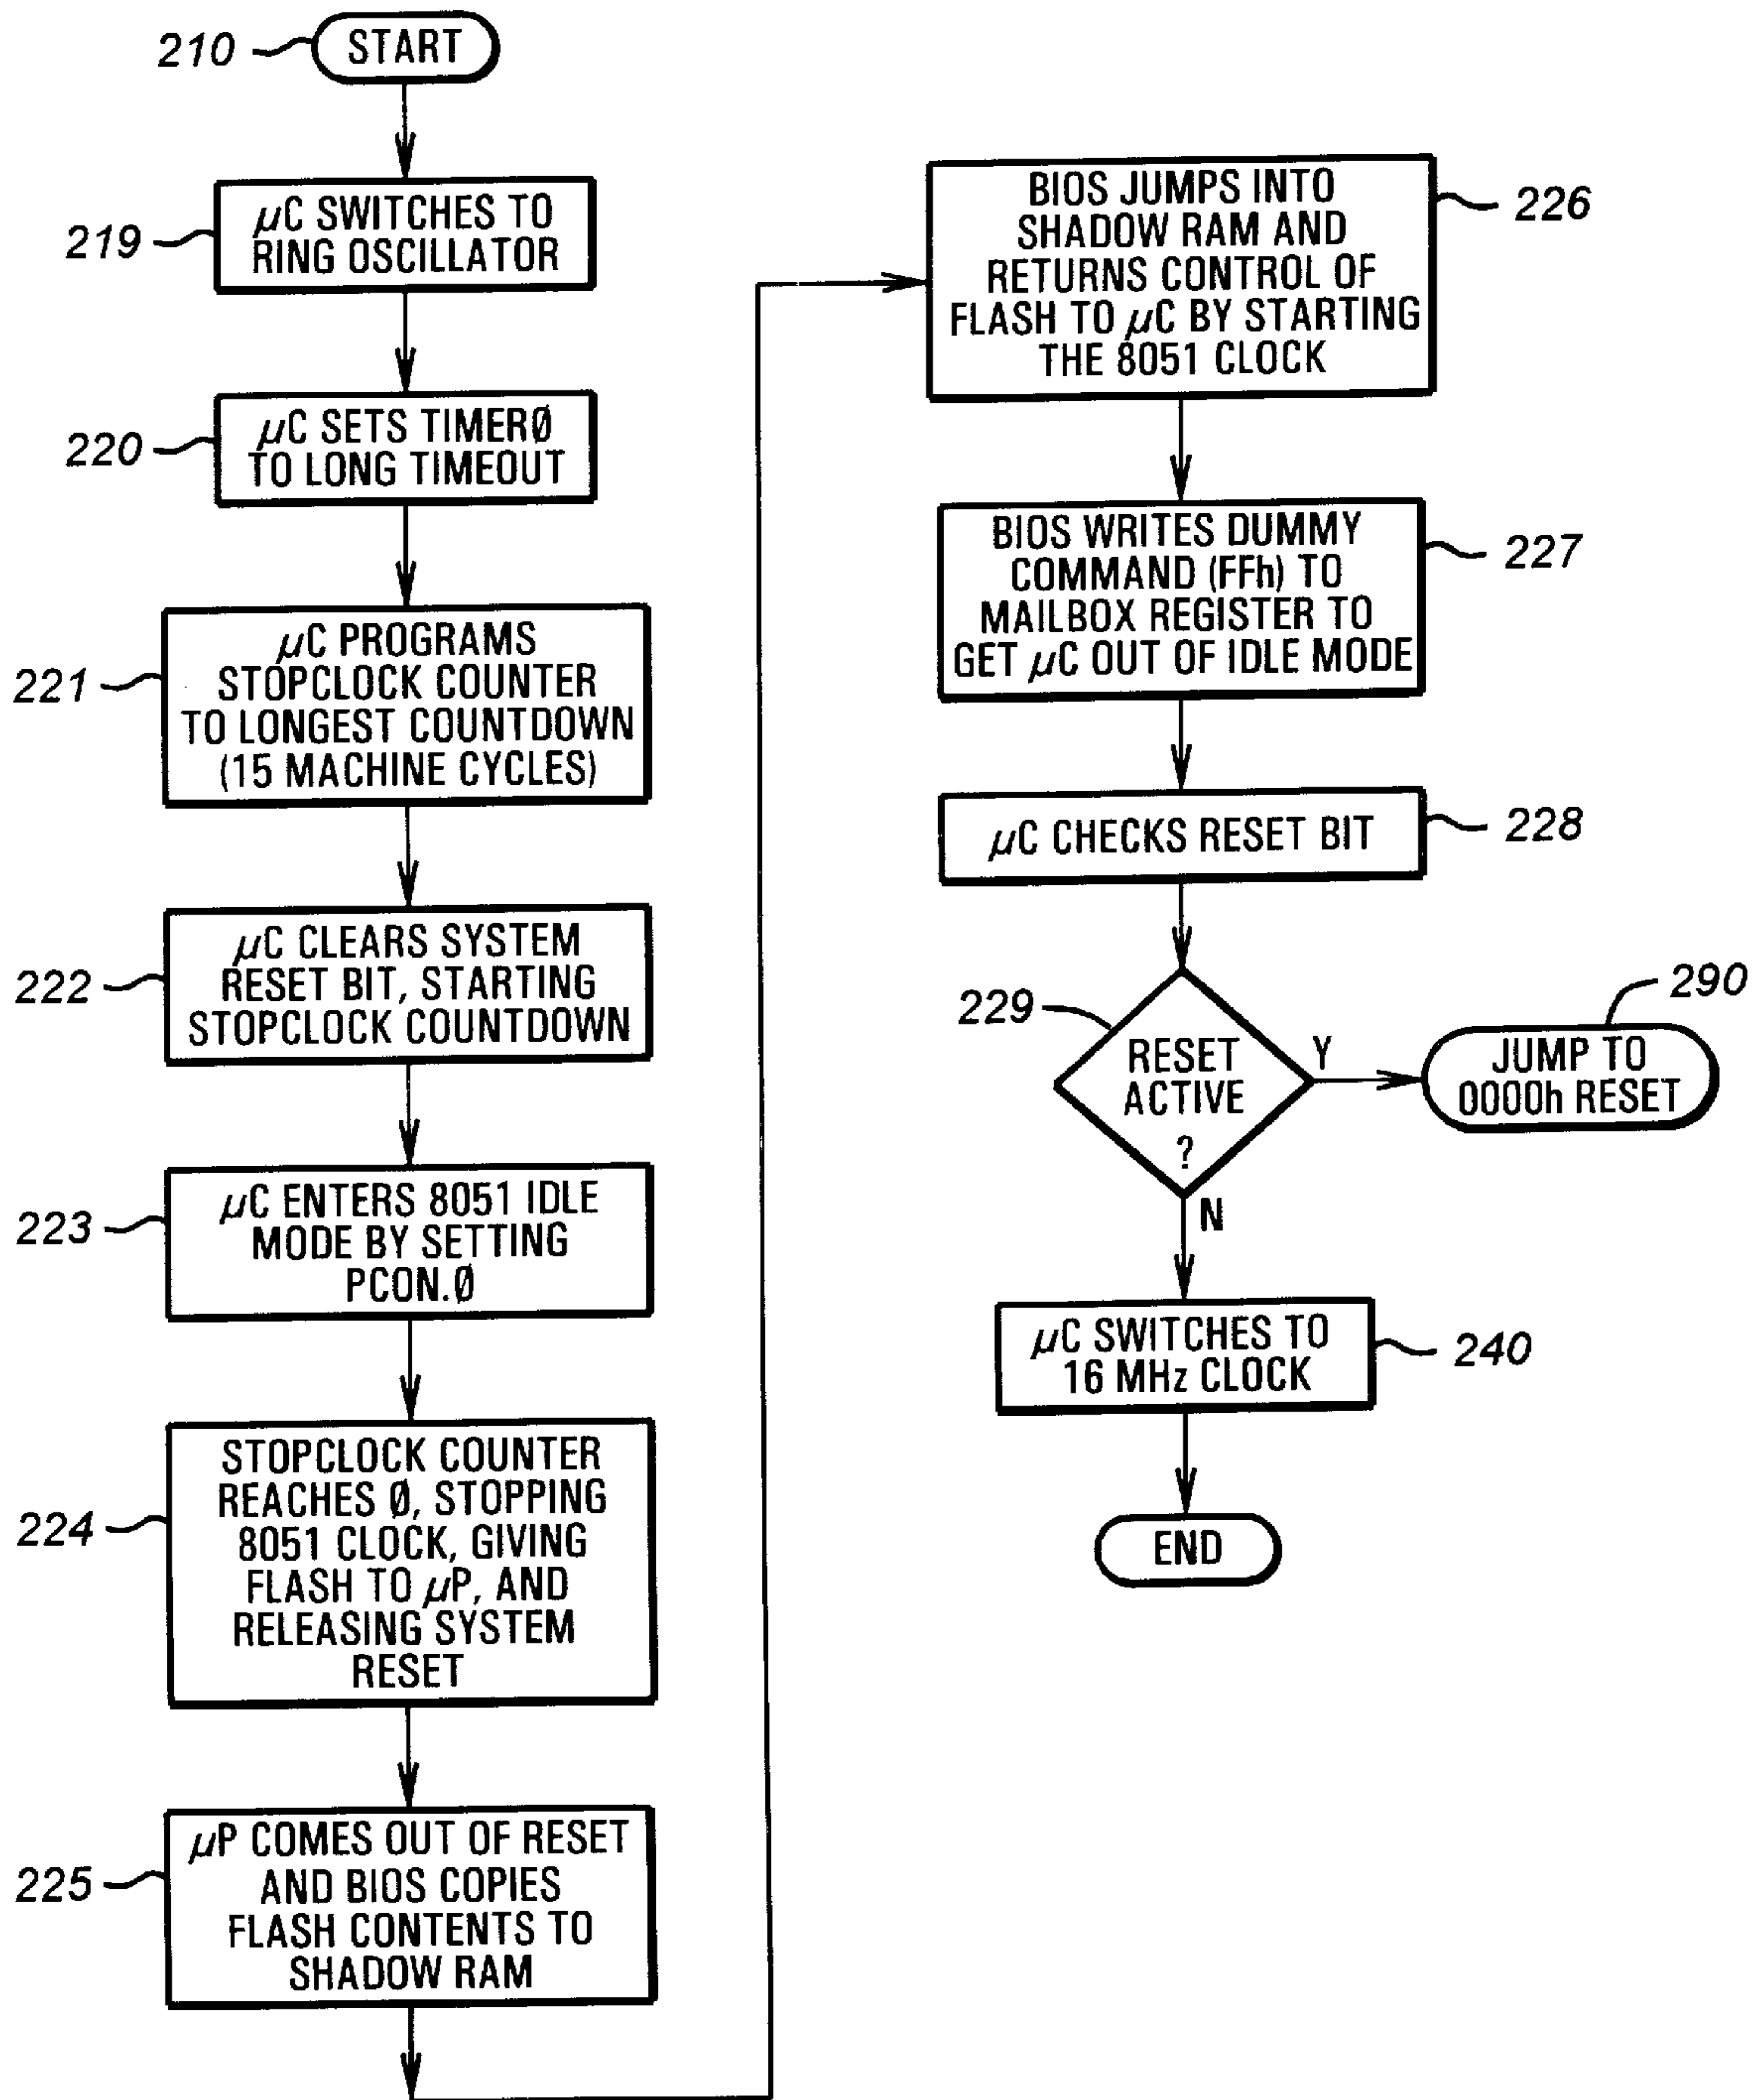 210
START
219
µC SWITCHES TO
RING OSCILLATOR
220
µC SETS TIMERØ
TO LONG TIMEOUT
221
µC PROGRAMS
STOPCLOCK COUNTER
TO LONGEST COUNTDOWN
(15 MACHINE CYCLES)
222
µC CLEARS SYSTEM
RESET BIT, STARTING
STOPCLOCK COUNTDOWN
223
µC ENTERS 8051 IDLE
MODE BY SETTING
PCON.Ø
224
STOPCLOCK COUNTER
REACHES Ø, STOPPING
8051 CLOCK, GIVING
FLASH TO µP, AND
RELEASING SYSTEM
RESET
225
µP COMES OUT OF RESET
AND BIOS COPIES
FLASH CONTENTS TO
SHADOW RAM
BIOS JUMPS INTO
SHADOW RAM AND
RETURNS CONTROL OF
FLASH TO µC BY STARTING
THE 8051 CLOCK
226
BIOS WRITES DUMMY
COMMAND (FFh) TO
MAILBOX REGISTER TO
GET µC OUT OF IDLE MODE
227
µC CHECKS RESET BIT
228
229
RESET
ACTIVE
?
Y
290
JUMP TO
0000h RESET
N
µC SWITCHES TO
16 MHz CLOCK
240
END